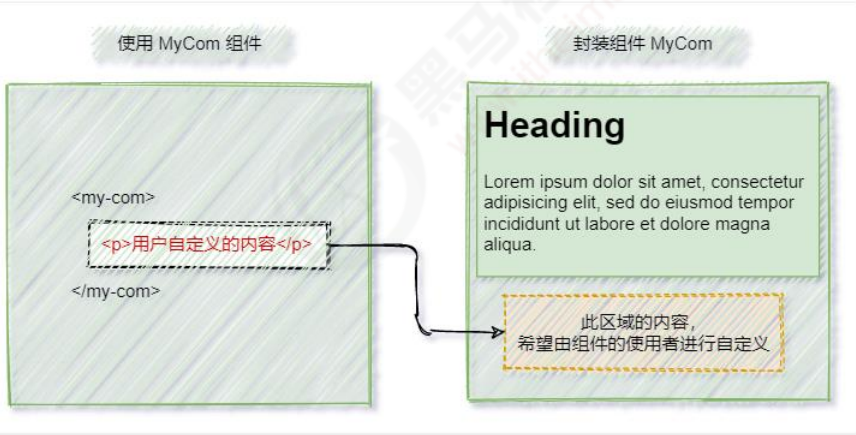 使用 MyCom 组件
封装组件 MyCom
<my-com>
<p>用户自定义的内容</p>
</my-com>
Heading
Lorem ipsum dolor sit amet, consectetur
adipisicing elit, sed do eiusmod tempor
incididunt ut labore et dolore magna
aliqua.
此区域的内容，
希望由组件的使用者进行自定义
黑马程